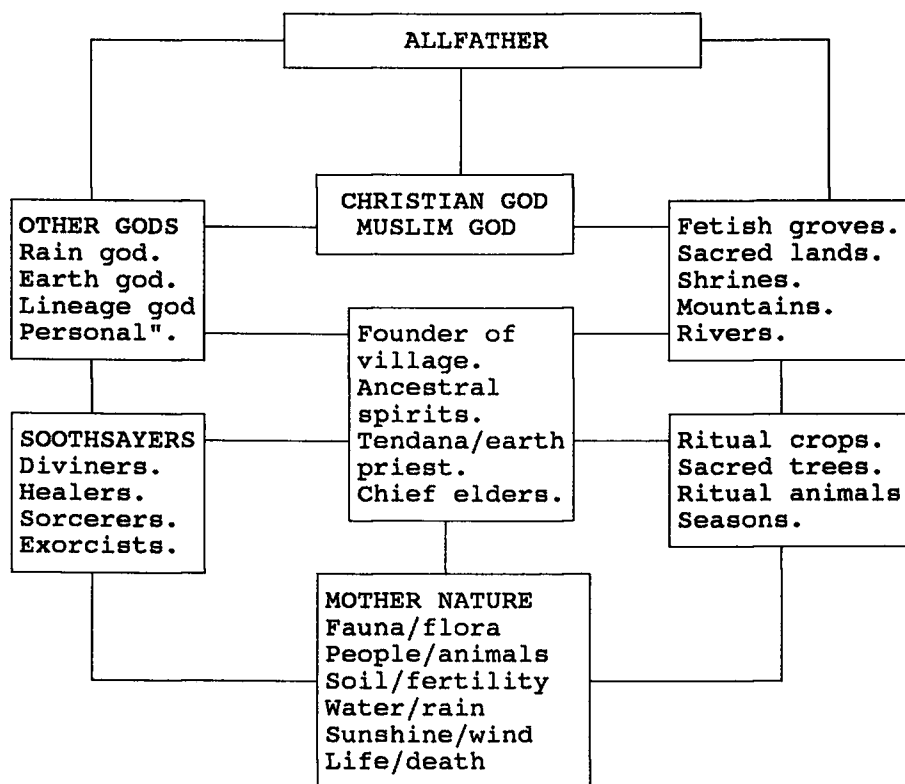 ALLFATHER
CHRISTIAN GOD
MUSLIM GOD
OTHER GODS
Rain god.
Earth god.
Lineage god
Personal".
Fetish groves.
Sacred lands.
Shrines.
Mountains.
Rivers.
Founder of
village.
Ancestral
spirits.
Tendana/earth
priest.
Chief elders.
SOOTHSAYERS
Diviners.
Healers.
Sorcerers.
Exorcists.
Ritual crops.
Sacred trees.
Ritual animals
Seasons.
MOTHER NATURE
Fauna/flora
People/animals
Soil/fertility
Water/rain
Sunshine/wind
Life/death